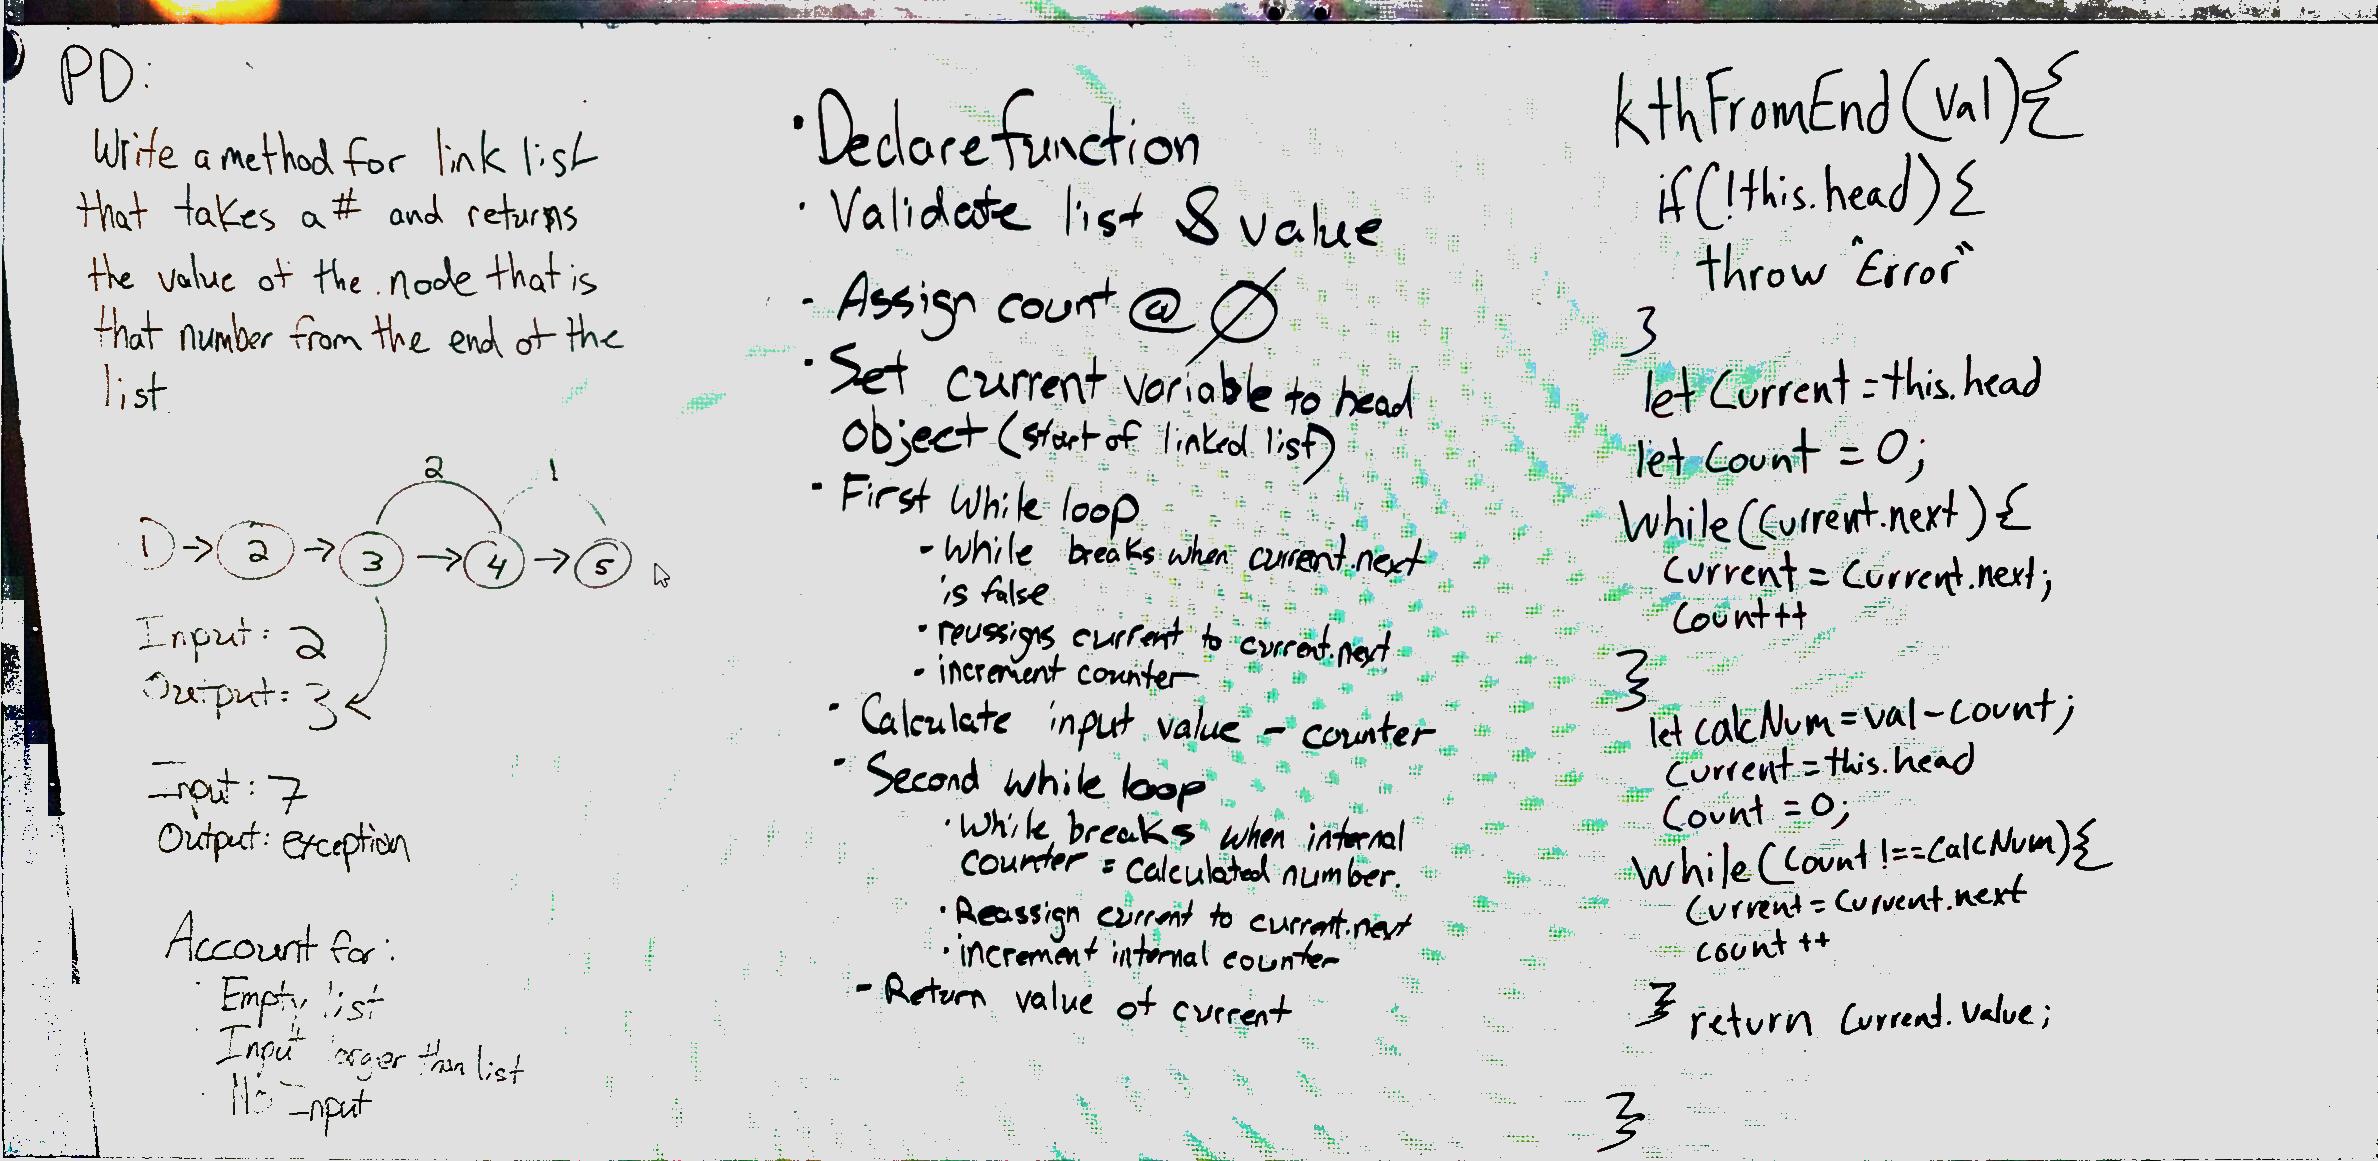 PD:
Write a method for link list
that takes a # and returns
the value of the node that is
that number from the end of the
list
2 1
1 → 2 → 3 → 4 → 5
Input: 2
Output: 3
Input: 7
Output: exception
Account for:
Empty list
Input larger than list
No Input
· Declare function
· Validate list & value
- Assign count @ Ø
· Set current variable to head
object (start of linked list)
- First While loop
- While breaks when current.next
is false
· reassigns current to current.next
· increment counter
· Calculate input value - counter
- Second while loop
· While breaks when internal
counter = calculated number.
· Reassign current to current.next
· increment internal counter
- Return value of current
kthFromEnd(val){
if(!this.head){
throw "Error"
}
let Current = this.head
let Count = 0;
While(Current.next){
Current = Current.next;
Count++
}
let calcNum = val - Count;
Current = this.head
Count = 0;
While(Count !== CalcNum){
Current = Current.next
count ++
} return Current.Value;
}